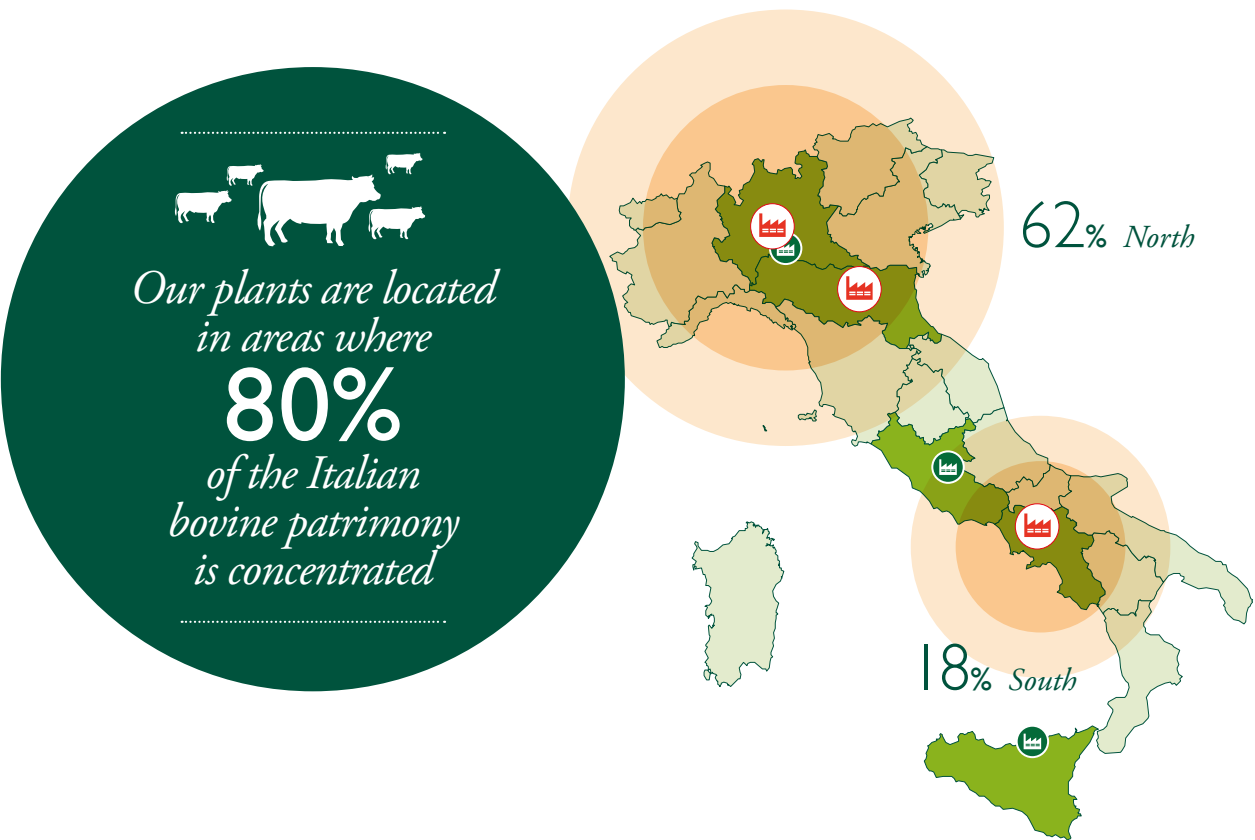 Our plants are located
in areas where
80%
of the Italian
bovine patrimony
is concentrated
62% North
18% South